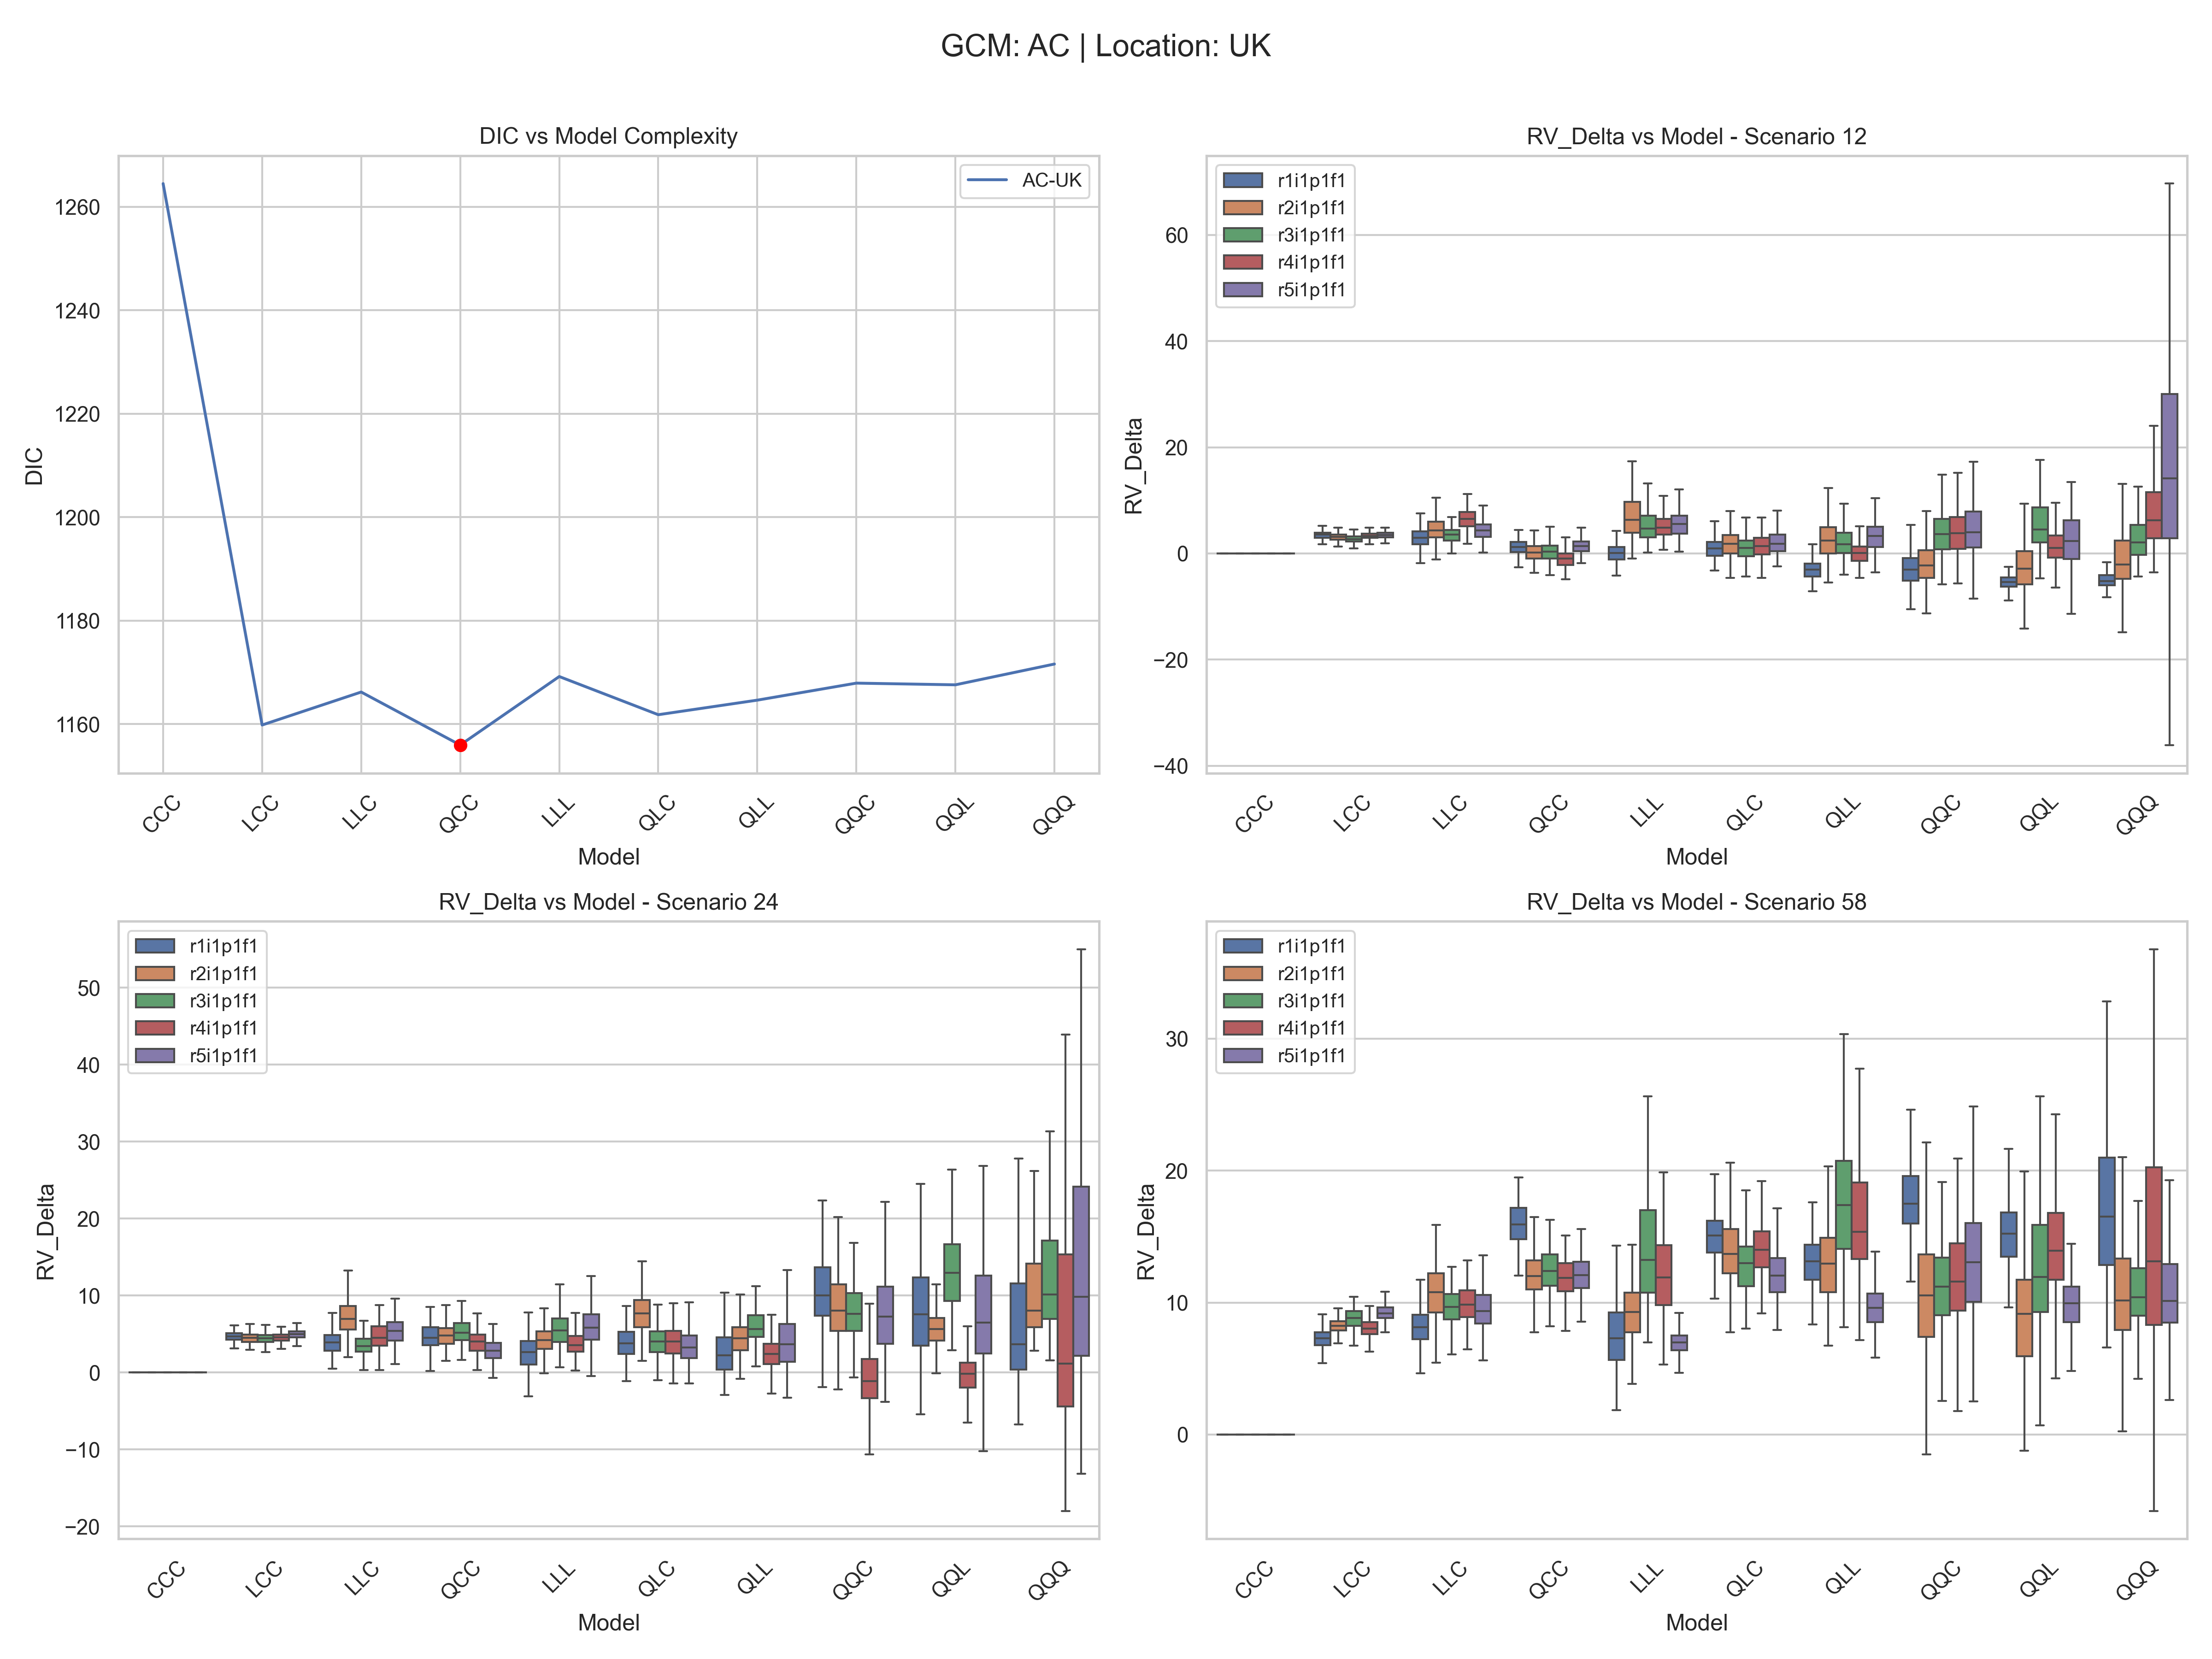 GCM: AC | Location: UK
DIC vs Model Complexity
AC-UK
DIC
1260
1240
1220
1200
1180
1160
CCC
LCC
LLC
QCC
LLL
QLC
QLL
QQC
QQL
QQQ
Model
RV_Delta vs Model - Scenario 12
r1i1p1f1
r2i1p1f1
r3i1p1f1
r4i1p1f1
r5i1p1f1
RV_Delta
60
40
20
0
−20
−40
CCC
LCC
LLC
QCC
LLL
QLC
QLL
QQC
QQL
QQQ
Model
RV_Delta vs Model - Scenario 24
r1i1p1f1
r2i1p1f1
r3i1p1f1
r4i1p1f1
r5i1p1f1
RV_Delta
50
40
30
20
10
0
−10
−20
CCC
LCC
LLC
QCC
LLL
QLC
QLL
QQC
QQL
QQQ
Model
RV_Delta vs Model - Scenario 58
r1i1p1f1
r2i1p1f1
r3i1p1f1
r4i1p1f1
r5i1p1f1
RV_Delta
30
20
10
0
CCC
LCC
LLC
QCC
LLL
QLC
QLL
QQC
QQL
QQQ
Model